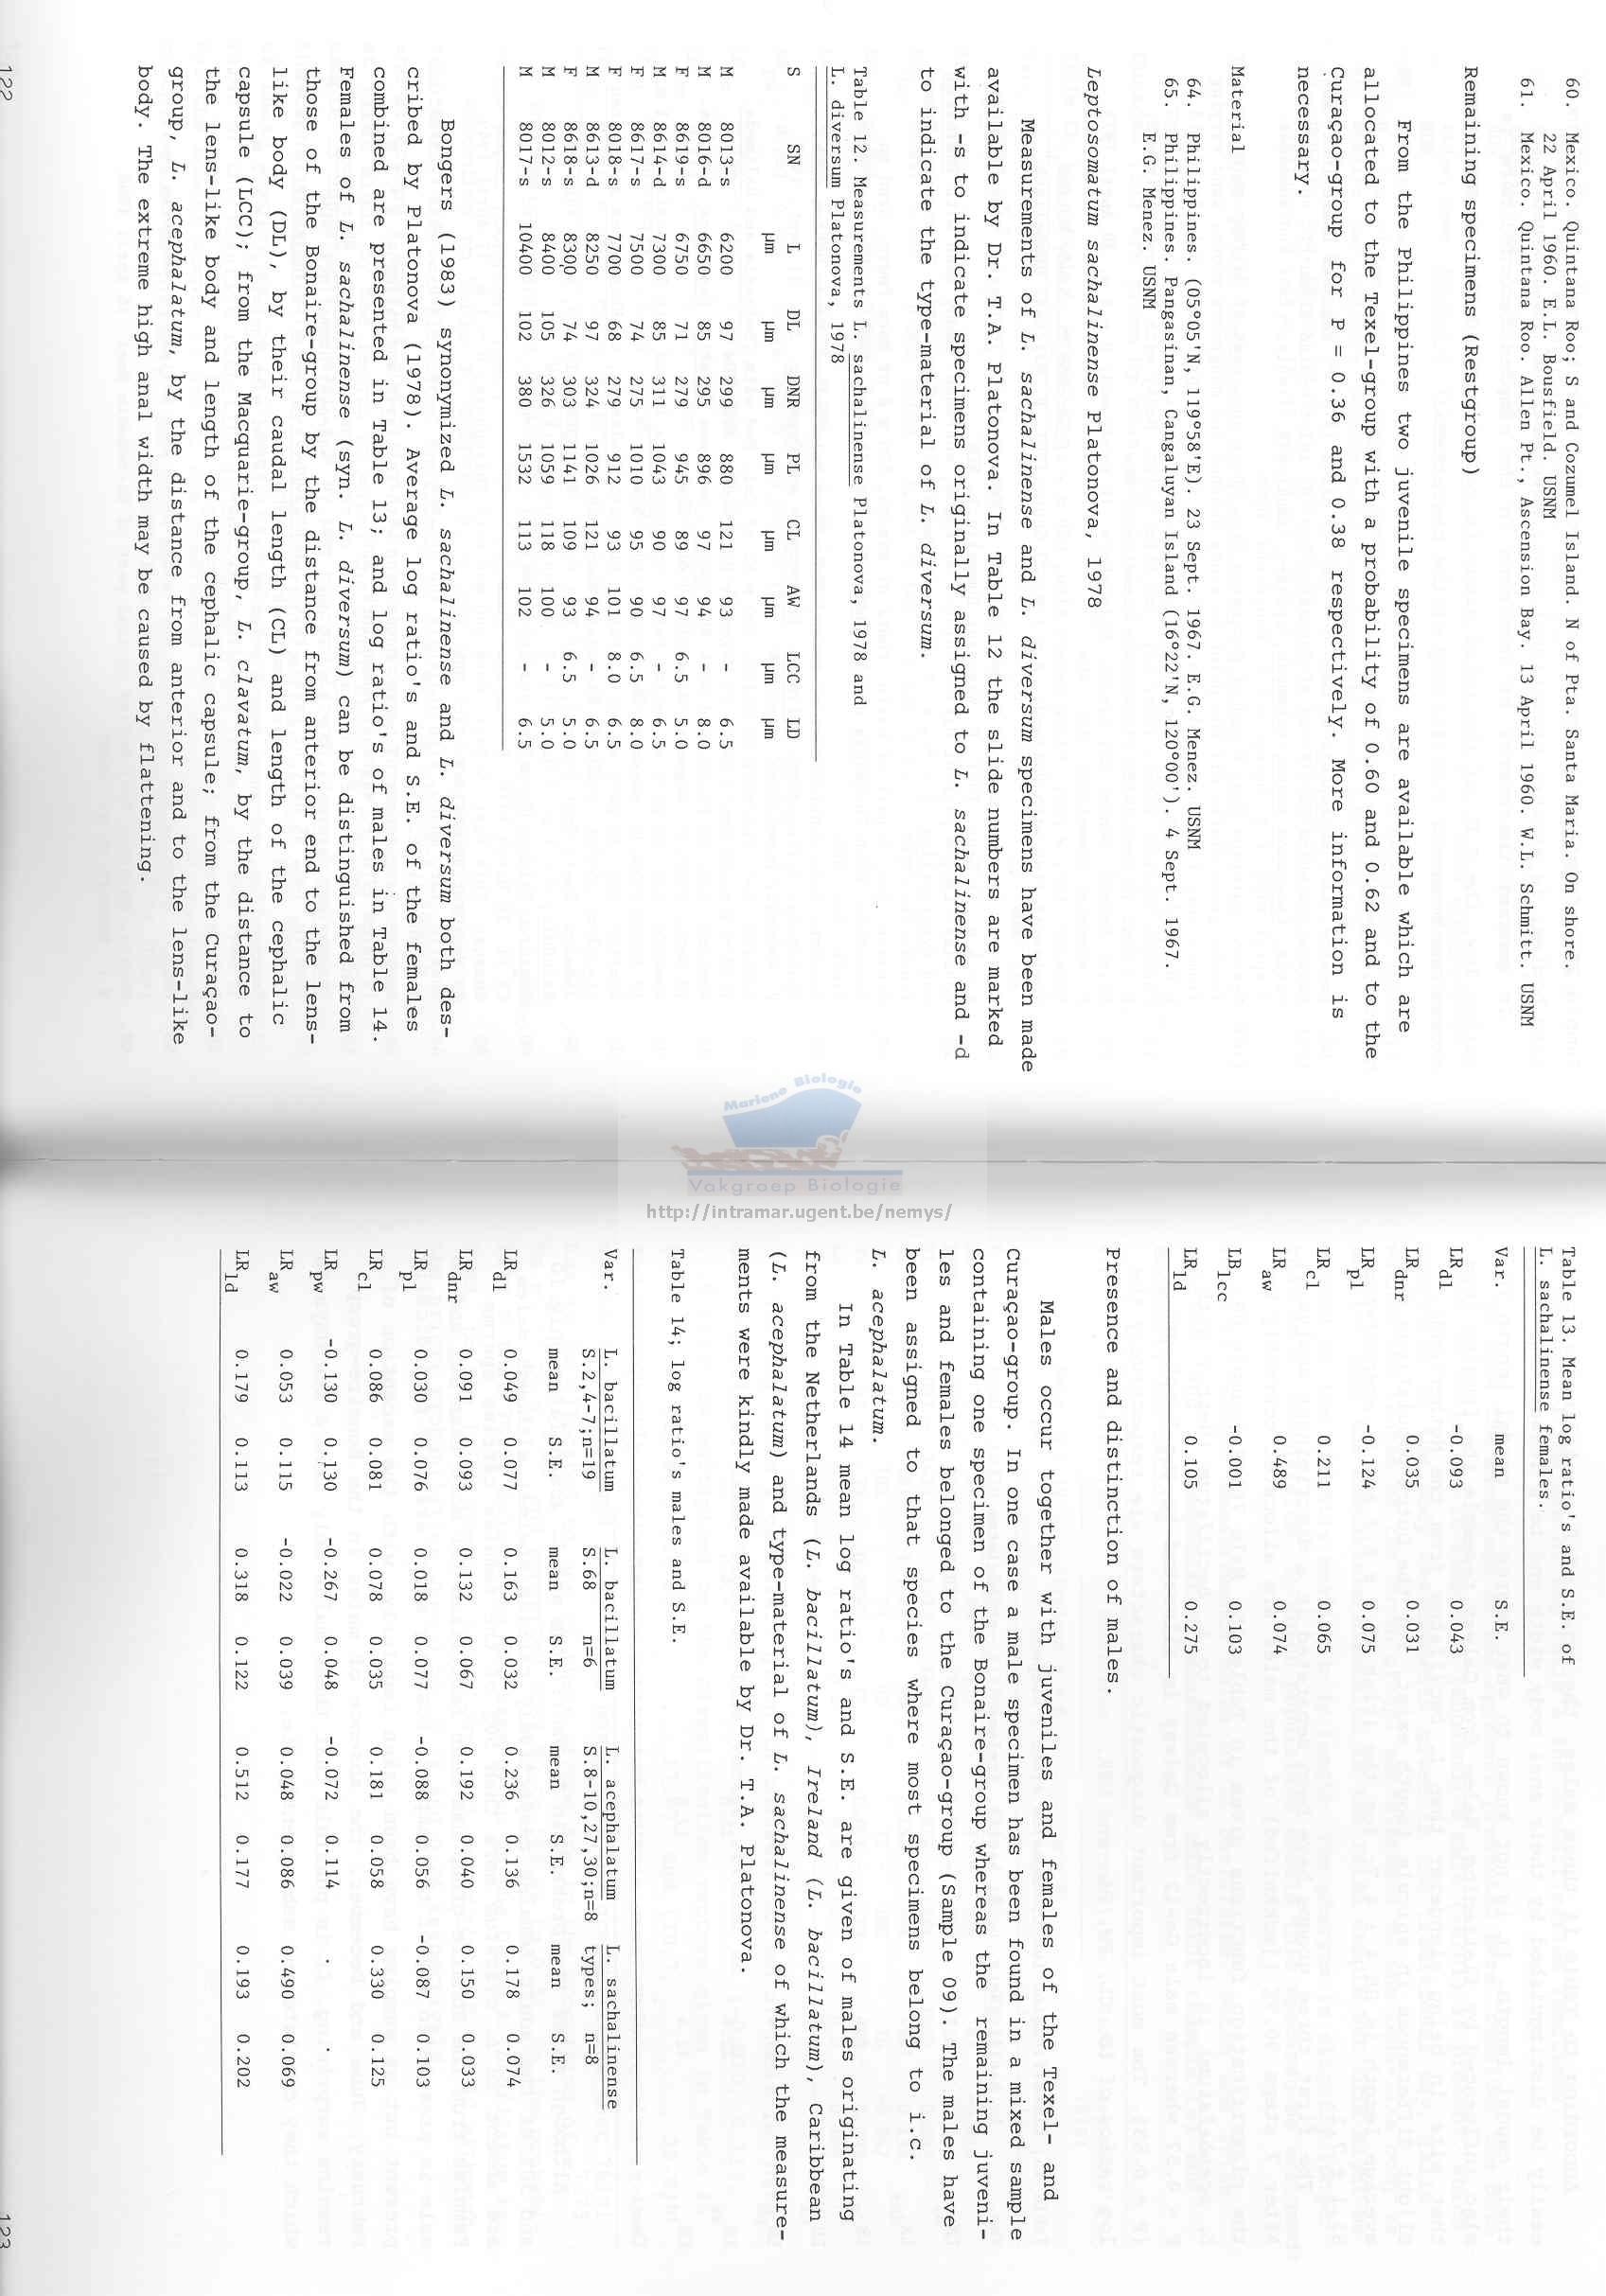 60. Mexico. Quintana Roo; S and Cozumel Island. N of Pta. Santa Maria. On shore.
22 April 1960. E.L. Bousfield. USNM
61. Mexico. Quintana Roo. Allen Pt., Ascension Bay. 13 April 1960. W.L. Schmitt. USNM
Remaining specimens (Restgroup)
From the Philippines two juvenile specimens are available which are
allocated to the Texel-group with a probability of 0.60 and 0.62 and to the
Curaçao-group for P = 0.36 and 0.38 respectively. More information is
necessary.
Material
64. Philippines. (05°05'N, 119°58'E). 23 Sept. 1967. E.G. Menez. USNM
65. Philippines. Pangasinan, Cangaluyan Island (16°22'N, 120°00'). 4 Sept. 1967.
E.G. Menez. USNM
Leptosomatum sachalinense Platonova, 1978
Measurements of L. sachalinense and L. diversum specimens have been made
available by Dr. T.A. Platonova. In Table 12 the slide numbers are marked
with -s to indicate specimens originally assigned to L. sachalinense and -d
to indicate the type-material of L. diversum.
Table 12. Measurements L. sachalinense Platonova, 1978 and
L. diversum Platonova, 1978
S SN L DL DNR PL CL AW LCC LD
µm µm µm µm µm µm µm µm
M 8013-s 6200 97 299 880 121 93 - 6.5
M 8016-d 6650 85 295 896 97 94 - 8.0
F 8619-s 6750 71 279 945 89 97 6.5 5.0
M 8614-d 7300 85 311 1043 90 97 - 6.5
F 8617-s 7500 74 275 1010 95 90 6.5 8.0
F 8018-s 7700 68 279 912 93 101 8.0 6.5
M 8613-d 8250 97 324 1026 121 94 - 6.5
F 8618-s 8300 74 303 1141 109 93 6.5 5.0
M 8012-s 8400 105 326 1059 118 100 - 5.0
M 8017-s 10400 102 380 1532 113 102 - 6.5
Bongers (1983) synonymized L. sachalinense and L. diversum both des-
cribed by Platonova (1978). Average log ratio's and S.E. of the females
combined are presented in Table 13; and log ratio's of males in Table 14.
Females of L. sachalinense (syn. L. diversum) can be distinguished from
those of the Bonaire-group by the distance from anterior end to the lens-
like body (DL), by their caudal length (CL) and length of the cephalic
capsule (LCC); from the Macquarie-group, L. clavatum, by the distance to
the lens-like body and length of the cephalic capsule; from the Curaçao-
group, L. acephalatum, by the distance from anterior and to the lens-like
body. The extreme high anal width may be caused by flattening.
122
Marine Biologie
Vakgroep Biologie
http://intramar.ugent.be/nemys/
Table 13. Mean log ratio's and S.E. of
L. sachalinense females.
Var. mean S.E.
LR dl -0.093 0.043
LR dnr 0.035 0.031
LR pl -0.124 0.075
LR cl 0.211 0.065
LR aw 0.489 0.074
LB lcc -0.001 0.103
LR ld 0.105 0.275
Presence and distinction of males.
Males occur together with juveniles and females of the Texel- and
Curaçao-group. In one case a male specimen has been found in a mixed sample
containing one specimen of the Bonaire-group whereas the remaining juveni-
les and females belonged to the Curaçao-group (Sample 09). The males have
been assigned to that species where most specimens belong to i.c.
L. acephalatum.
In Table 14 mean log ratio's and S.E. are given of males originating
from the Netherlands (L. bacillatum), Ireland (L. bacillatum), Caribbean
(L. acephalatum) and type-material of L. sachalinense of which the measure-
ments were kindly made available by Dr. T.A. Platonova.
Table 14; log ratio's males and S.E.
Var. L. bacillatum L. bacillatum L. acephalatum L. sachalinense
S.2,4-7;n=19 S.68 n=6 S.8-10,27,30;n=8 types; n=8
mean S.E. mean S.E. mean S.E. mean S.E.
LR dl 0.049 0.077 0.163 0.032 0.236 0.136 0.178 0.074
LR dnr 0.091 0.093 0.132 0.067 0.192 0.040 0.150 0.033
LR pl 0.030 0.076 0.018 0.077 -0.088 0.056 -0.087 0.103
LR cl 0.086 0.081 0.078 0.035 0.181 0.058 0.330 0.125
LR pw -0.130 0.130 -0.267 0.048 -0.072 0.114 . .
LR aw 0.053 0.115 -0.022 0.039 0.048 0.086 0.490 0.069
LR ld 0.179 0.113 0.318 0.122 0.512 0.177 0.193 0.202
123